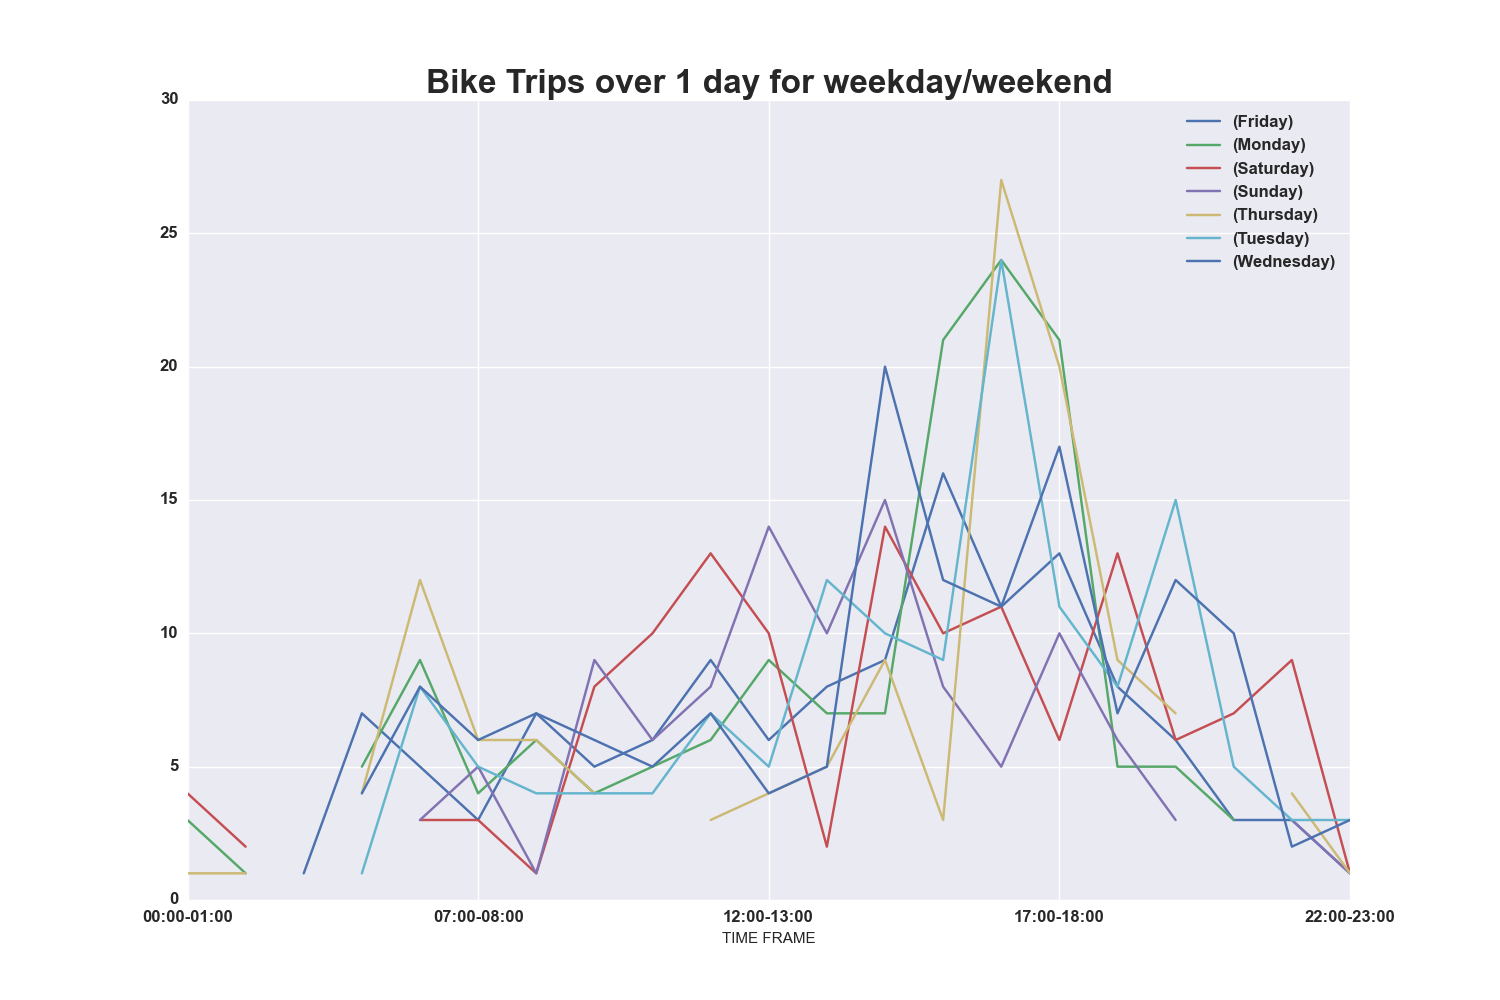 Bike Trips over 1 day for weekday/weekend
30
25
20
15
10
5
0
(Friday)
(Monday)
(Saturday)
(Sunday)
(Thursday)
(Tuesday)
(Wednesday)
00:00-01:00 07:00-08:00 12:00-13:00 17:00-18:00 22:00-23:00
TIME FRAME